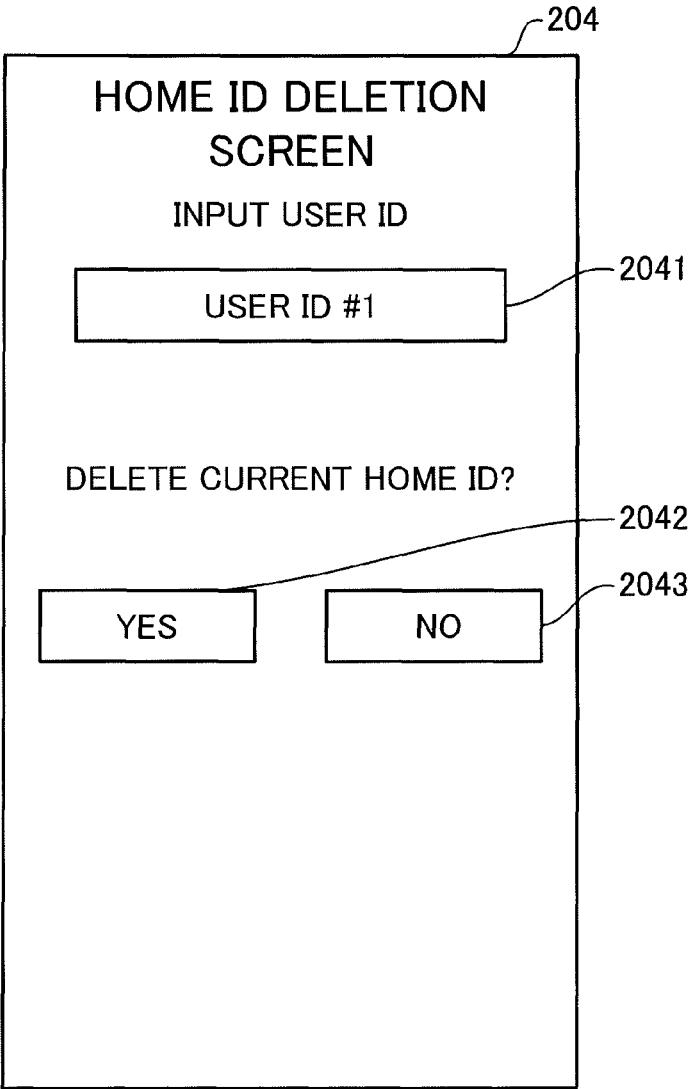 204
HOME ID DELETION
SCREEN
INPUT USER ID
2041
USER ID #1
DELETE CURRENT HOME ID?
2042
2043
YES
NO